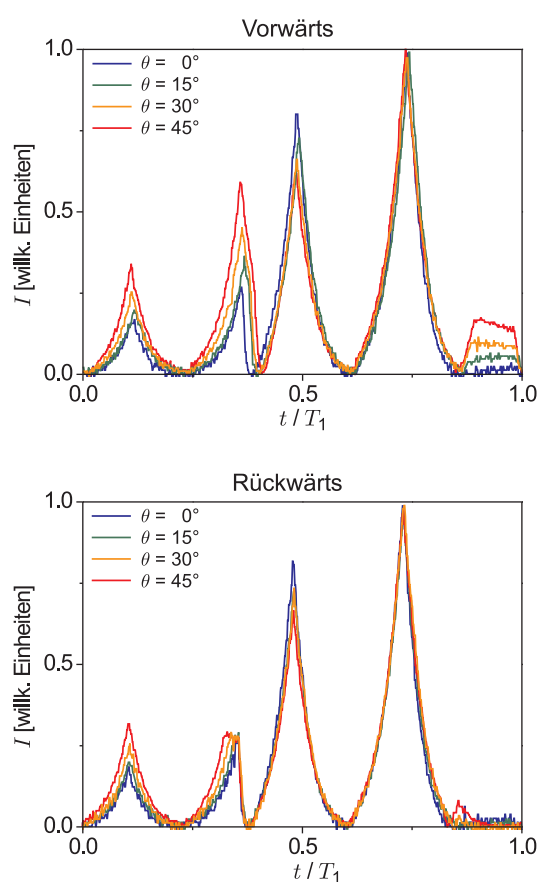 Vorwärts
θ = 0°
θ = 15°
θ = 30°
θ = 45°
1.0
0.5
0.0
I [willk. Einheiten]
0.0 0.5 1.0
t / T₁
Rückwärts
θ = 0°
θ = 15°
θ = 30°
θ = 45°
1.0
0.5
0.0
I [willk. Einheiten]
0.0 0.5 1.0
t / T₁